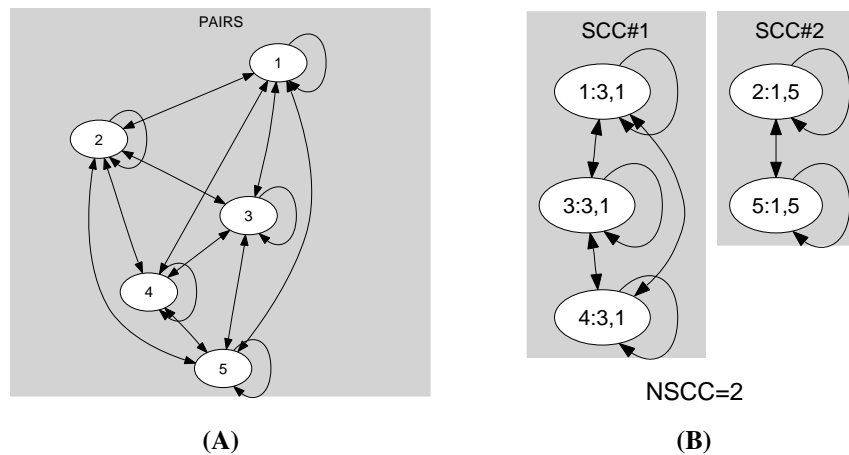 PAIRS
1
2
3
4
5
(A)
SCC#1
1:3,1
3:3,1
4:3,1
SCC#2
2:1,5
5:1,5
NSCC=2
(B)